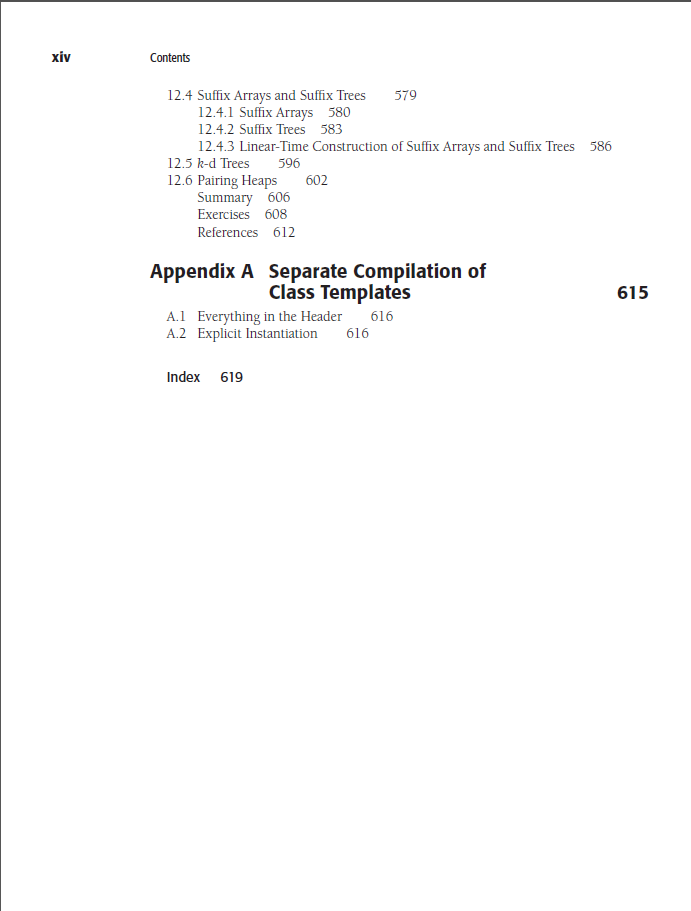 xiv Contents
12.4 Suffix Arrays and Suffix Trees 579
12.4.1 Suffix Arrays 580
12.4.2 Suffix Trees 583
12.4.3 Linear-Time Construction of Suffix Arrays and Suffix Trees 586
12.5 k-d Trees 596
12.6 Pairing Heaps 602
Summary 606
Exercises 608
References 612
Appendix A Separate Compilation of
Class Templates 615
A.1 Everything in the Header 616
A.2 Explicit Instantiation 616
Index 619